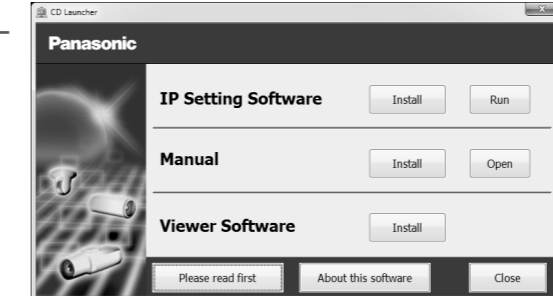 CD Launcher
Panasonic
IP Setting Software Install Run
Manual Install Open
Viewer Software Install
Please read first About this software Close